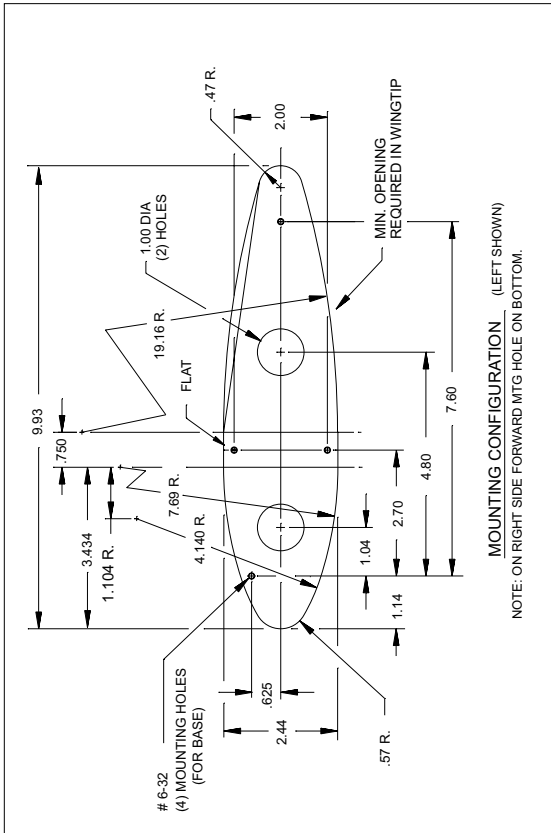 9.93
.750
3.434
1.104 R.
# 6-32
(4) MOUNTING HOLES
(FOR BASE)
1.00 DIA
(2) HOLES
.47 R.
19.16 R.
FLAT
7.69 R.
4.140 R.
2.00
.625
2.44
.57 R.
MIN. OPENING
REQUIRED IN WINGTIP
1.04
1.14
2.70
4.80
7.60
MOUNTING CONFIGURATION (LEFT SHOWN)
NOTE: ON RIGHT SIDE FORWARD MTG HOLE ON BOTTOM.